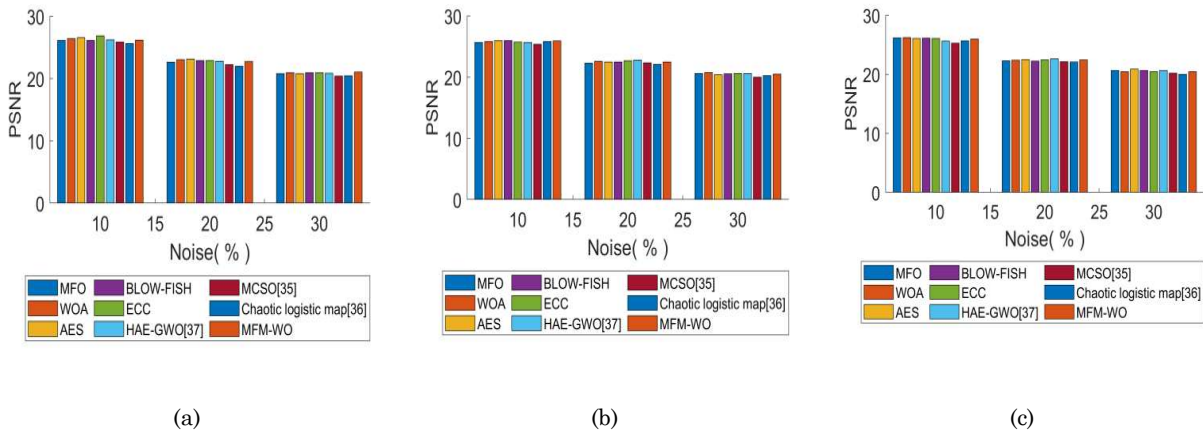 30
20
10
0
PSNR
10 15 20 25 30
Noise( % )
MFO BLOW-FISH MCSO[35]
WOA ECC Chaotic logistic map[36]
AES HAE-GWO[37] MFM-WO
(a)
30
20
10
0
PSNR
10 15 20 25 30
Noise( % )
MFO BLOW-FISH MCSO[35]
WOA ECC Chaotic logistic map[36]
AES HAE-GWO[37] MFM-WO
(b)
30
20
10
0
PSNR
10 15 20 25 30
Noise( % )
MFO BLOW-FISH MCSO[35]
WOA ECC Chaotic logistic map[36]
AES HAE-GWO[37] MFM-WO
(c)